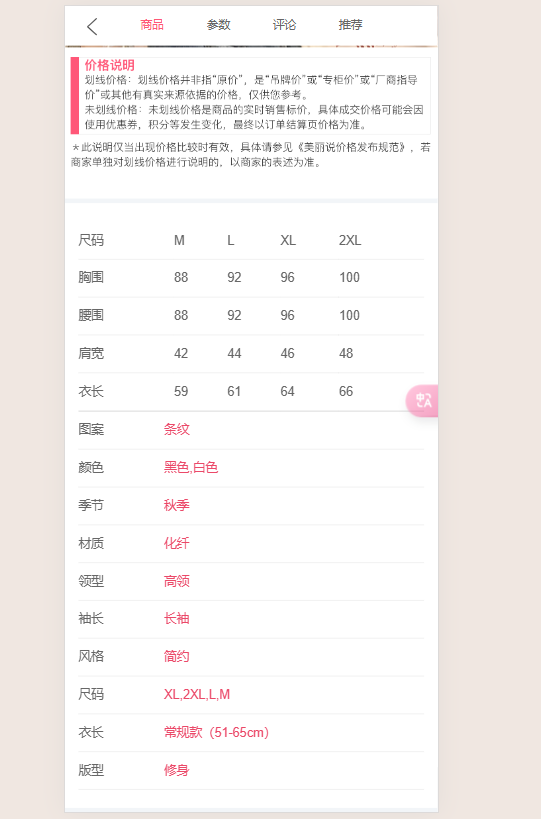 商品 参数 评论 推荐
价格说明
划线价格：划线价格并非指“原价”，是“吊牌价”或“专柜价”或“厂商指导
价”或其他有真实来源依据的价格，仅供您参考。
未划线价格：未划线价格是商品的实时销售标价，具体成交价格可能会因
使用优惠券，积分等发生变化，最终以订单结算页价格为准。
＊此说明仅当出现价格比较时有效，具体请参见《美丽说价格发布规范》，若
商家单独对划线价格进行说明的，以商家的表述为准。
尺码 M L XL 2XL
胸围 88 92 96 100
腰围 88 92 96 100
肩宽 42 44 46 48
衣长 59 61 64 66
中 A
图案 条纹
颜色 黑色,白色
季节 秋季
材质 化纤
领型 高领
袖长 长袖
风格 简约
尺码 XL,2XL,L,M
衣长 常规款（51-65cm）
版型 修身